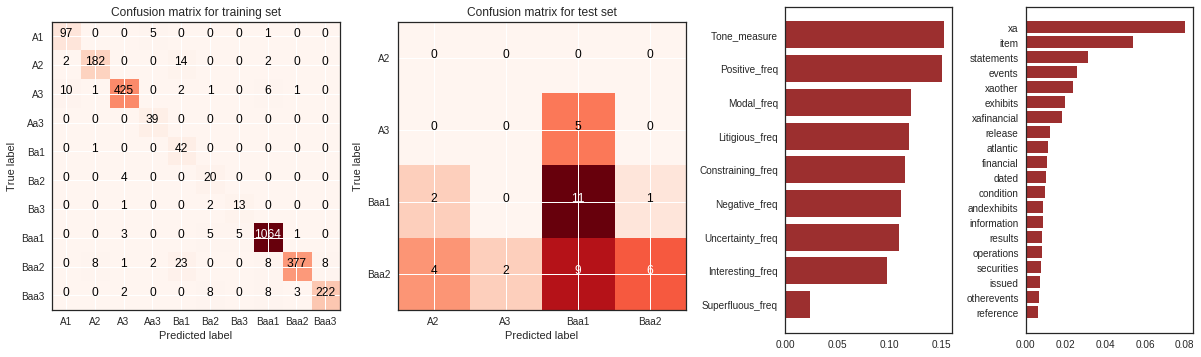 Confusion matrix for training set
True label
A1 97 0 0 5 0 0 0 1 0 0
A2 2 182 0 0 14 0 0 2 0 0
A3 10 1 425 0 2 1 0 6 1 0
Aa3 0 0 0 39 0 0 0 0 0 0
Ba1 0 1 0 0 42 0 0 0 0 0
Ba2 0 0 4 0 0 20 0 0 0 0
Ba3 0 0 1 0 0 2 13 0 0 0
Baa1 0 0 3 0 0 5 5 1064 1 0
Baa2 0 8 1 2 23 0 0 8 377 8
Baa3 0 0 2 0 0 8 0 8 3 222
A1 A2 A3 Aa3 Ba1 Ba2 Ba3 Baa1 Baa2 Baa3
Predicted label
Confusion matrix for test set
True label
A2 0 0 0 0
A3 0 0 5 0
Baa1 2 0 11 1
Baa2 4 2 9 6
A2 A3 Baa1 Baa2
Predicted label
Tone_measure
Positive_freq
Modal_freq
Litigious_freq
Constraining_freq
Negative_freq
Uncertainty_freq
Interesting_freq
Superfluous_freq
0.00 0.05 0.10 0.15
xa
item
statements
events
xaother
exhibits
xafinancial
release
atlantic
financial
dated
condition
andexhibits
information
results
operations
securities
issued
otherevents
reference
0.00 0.02 0.04 0.06 0.08